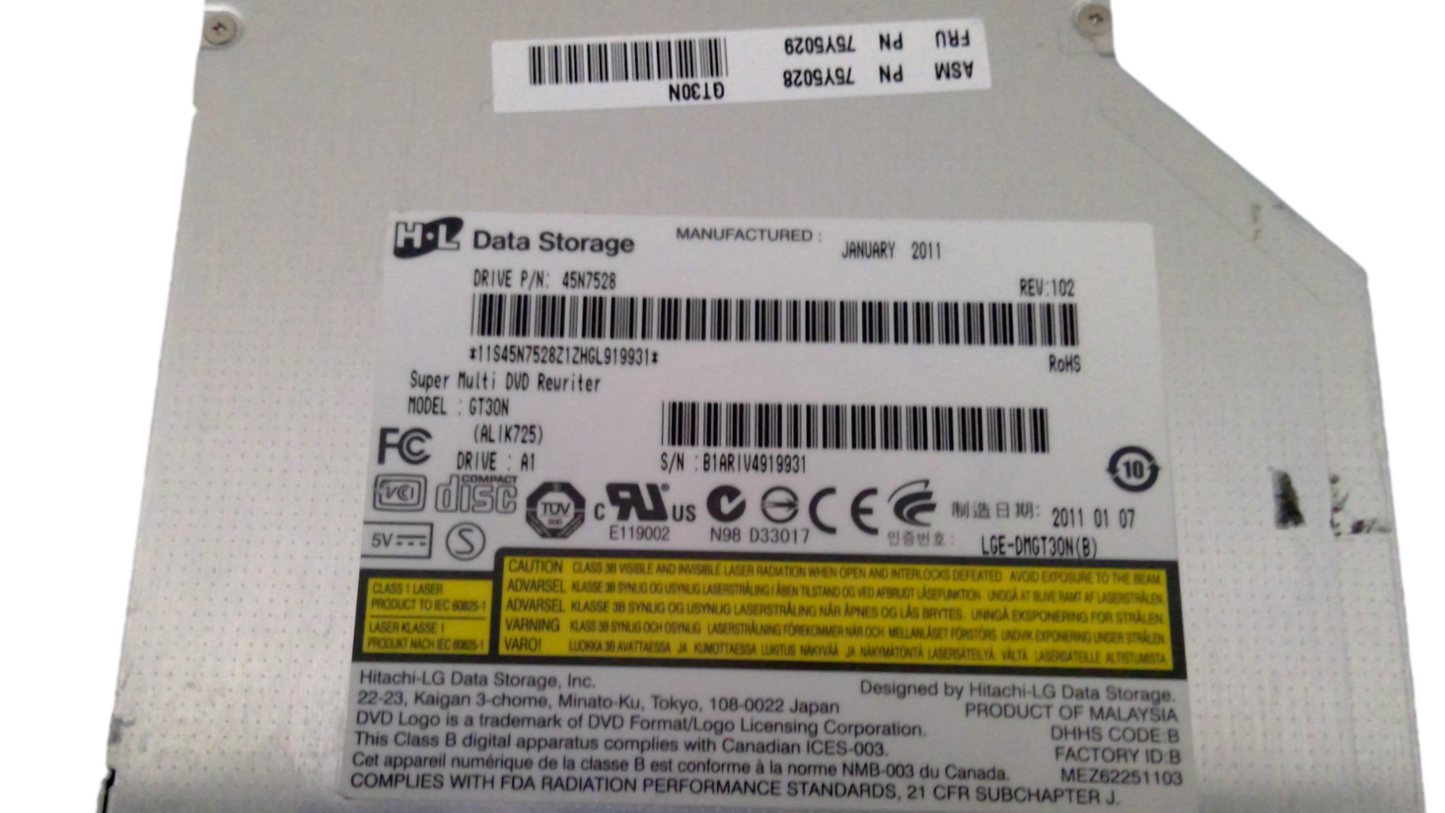 FRU PN 75Y5029
ASM PN 75Y5028
GT30N
H·L Data Storage MANUFACTURED : JANUARY 2011
DRIVE P/N: 45N7528 REV:102
*11S45N7528Z1ZHGL919931*
RoHS
Super Multi DVD Rewriter
MODEL : GT30N
(ALIK725)
FC
DRIVE : A1
S/N : B1ARIV4919931
10
VCI COMPACT disc TÜV c RU US CE
E119002 N98 D33017
制造日期: 2011 01 07
인증번호 : LGE-DMGT30N(B)
5V S
CLASS 1 LASER
PRODUCT TO IEC 60825-1
LASER KLASSE 1
PRODUKT NACH IEC 60825-1
CAUTION CLASS 3B VISIBLE AND INVISIBLE LASER RADIATION WHEN OPEN AND INTERLOCKS DEFEATED. AVOID EXPOSURE TO THE BEAM.
ADVARSEL KLASSE 3B SYNLIG OG USYNLIG LASERSTRÅLING I ÅBEN TILSTAND OG VED AFBRUDT LÅSEFUNKTION. UNDGÅ AT BLIVE RAMT AF LASERSTRÅLEN.
ADVARSEL KLASSE 3B SYNLIG OG USYNLIG LASERSTRÅLING NÅR ÅPNES OG LÅS BRYTES. UNNGÅ EKSPONERING FOR STRÅLEN.
VARNING KLASS 3B SYNLIG OCH OSYNLIG LASERSTRÅLNING FÖREKOMMER NÄR OCH MELLANLÅSET FÖRSTÖRS UNDVIK EXPONERING UNDER STRÅLEN.
VARO! LUOKKA 3B AVATTAESSA JA KUMOTTAESSA LUKITUS NÄKYVÄÄ JA NÄKYMÄTÖNTÄ LASERSÄTEILYÄ. VÄLTÄ LASERSÄTEILLE ALTISTUMISTA.
Hitachi-LG Data Storage, Inc.
22-23, Kaigan 3-chome, Minato-Ku, Tokyo, 108-0022 Japan
DVD Logo is a trademark of DVD Format/Logo Licensing Corporation.
This Class B digital apparatus complies with Canadian ICES-003.
Cet appareil numérique de la classe B est conforme à la norme NMB-003 du Canada.
COMPLIES WITH FDA RADIATION PERFORMANCE STANDARDS, 21 CFR SUBCHAPTER J.
Designed by Hitachi-LG Data Storage.
PRODUCT OF MALAYSIA
DHHS CODE:B
FACTORY ID:B
MEZ62251103